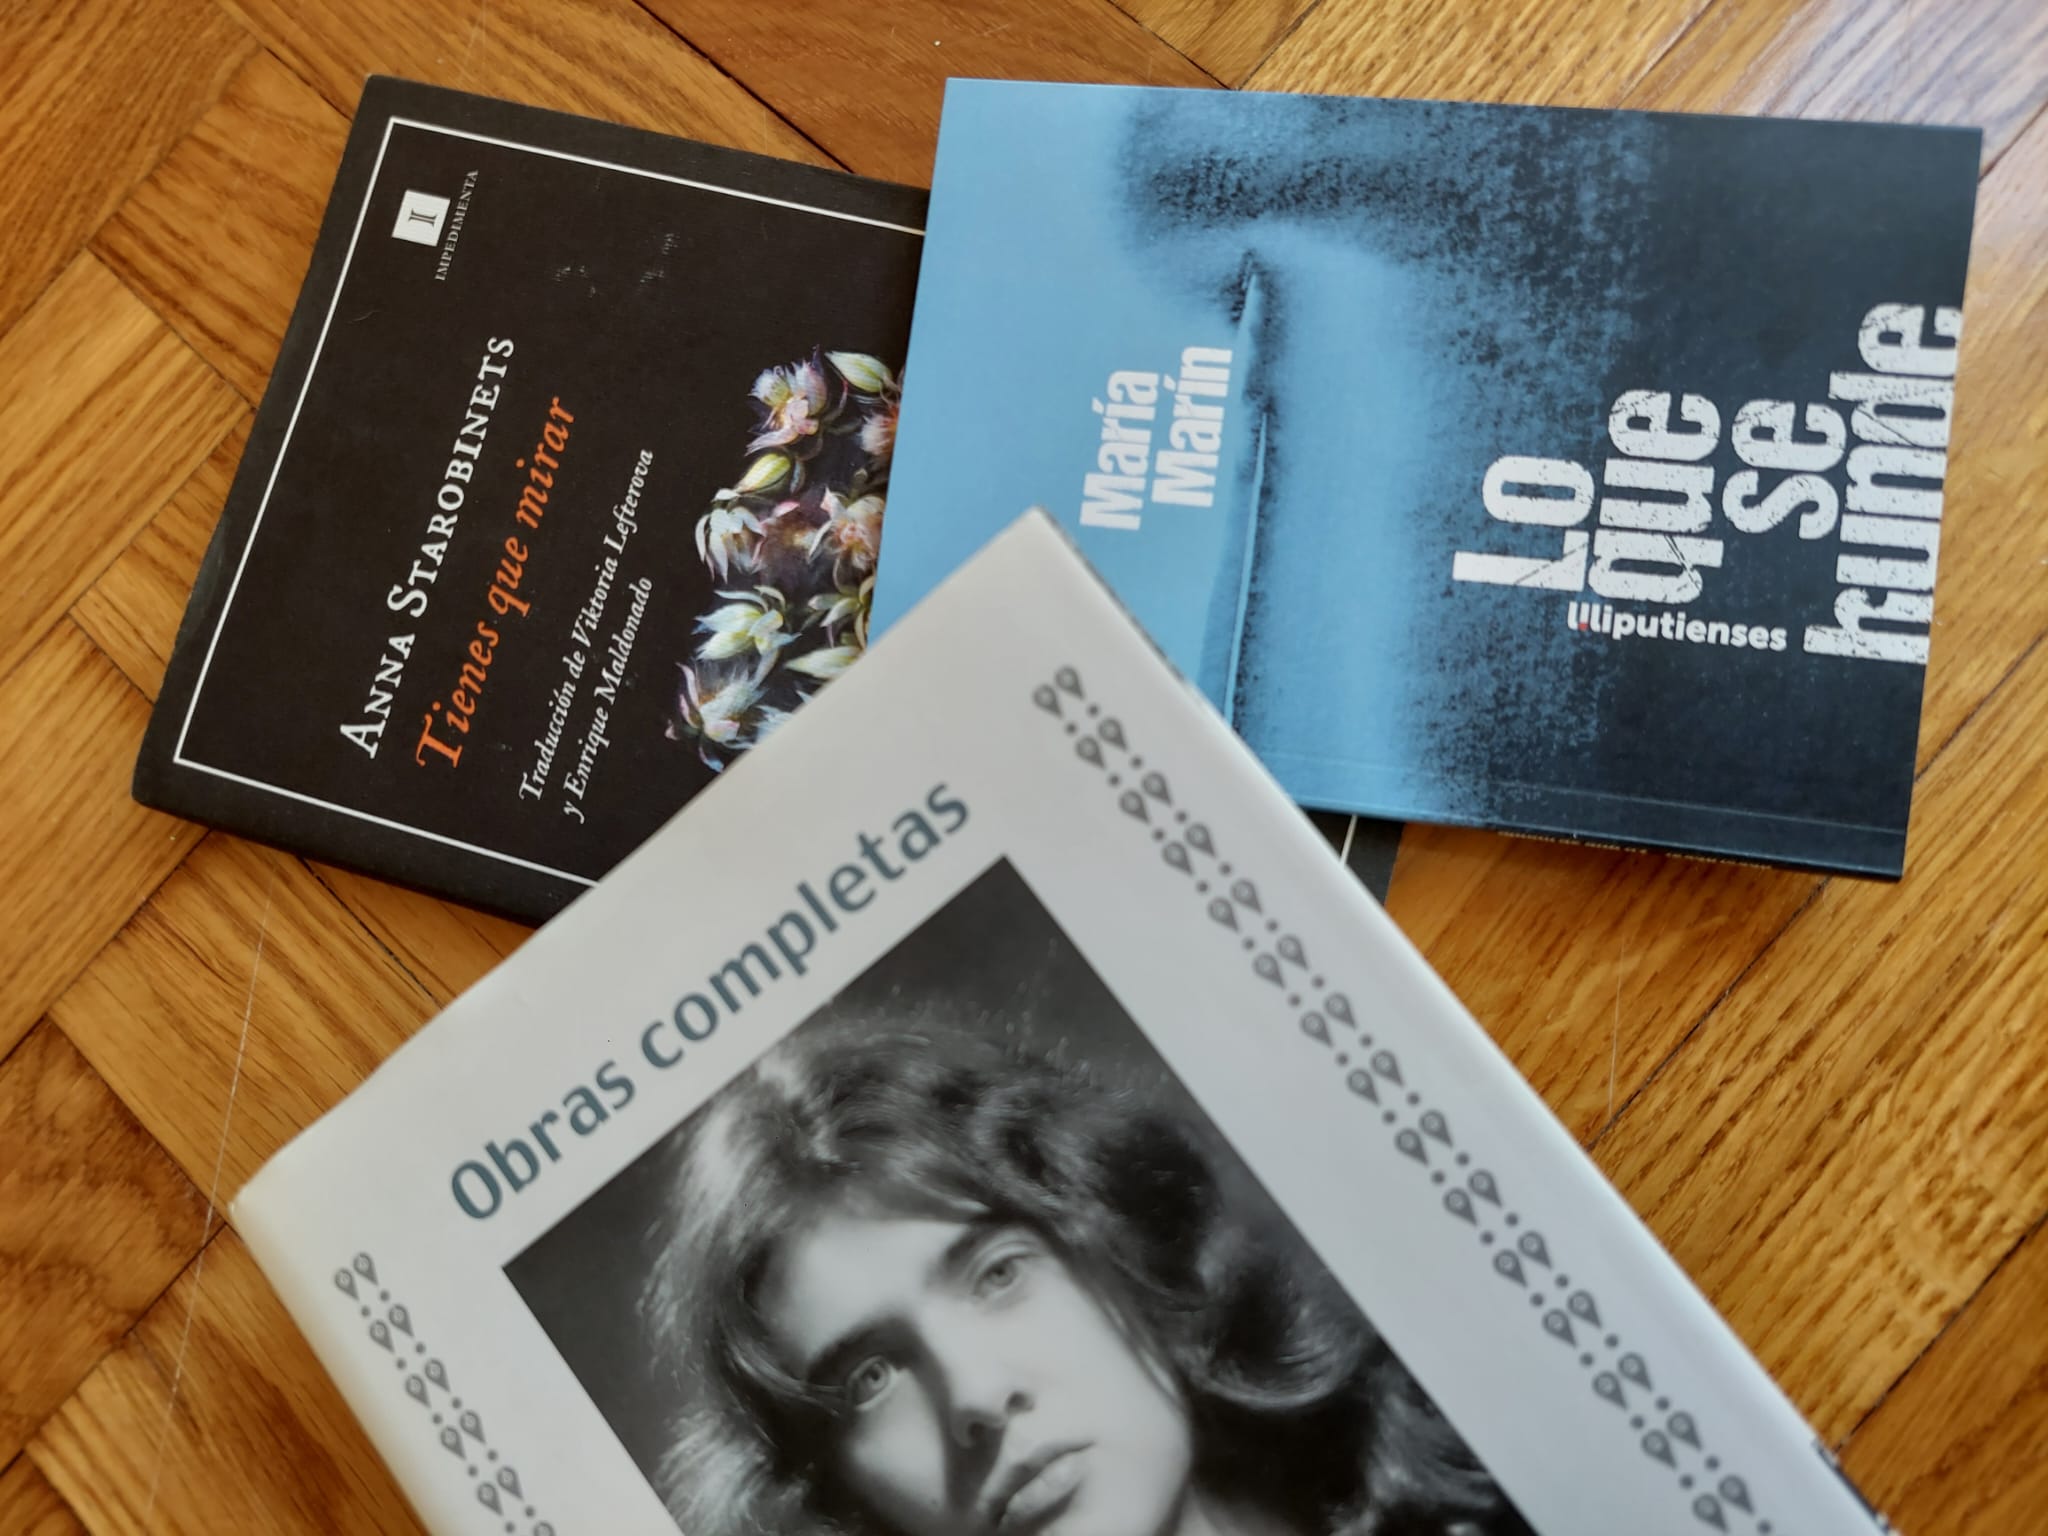 IMPEDIMENTA
ANNA STAROBINETS
Tienes que mirar
Traducción de Viktoria Lefterova
y Enrique Maldonado
María
Marín
Lo
que
se
hunde
liliputienses
Obras completas